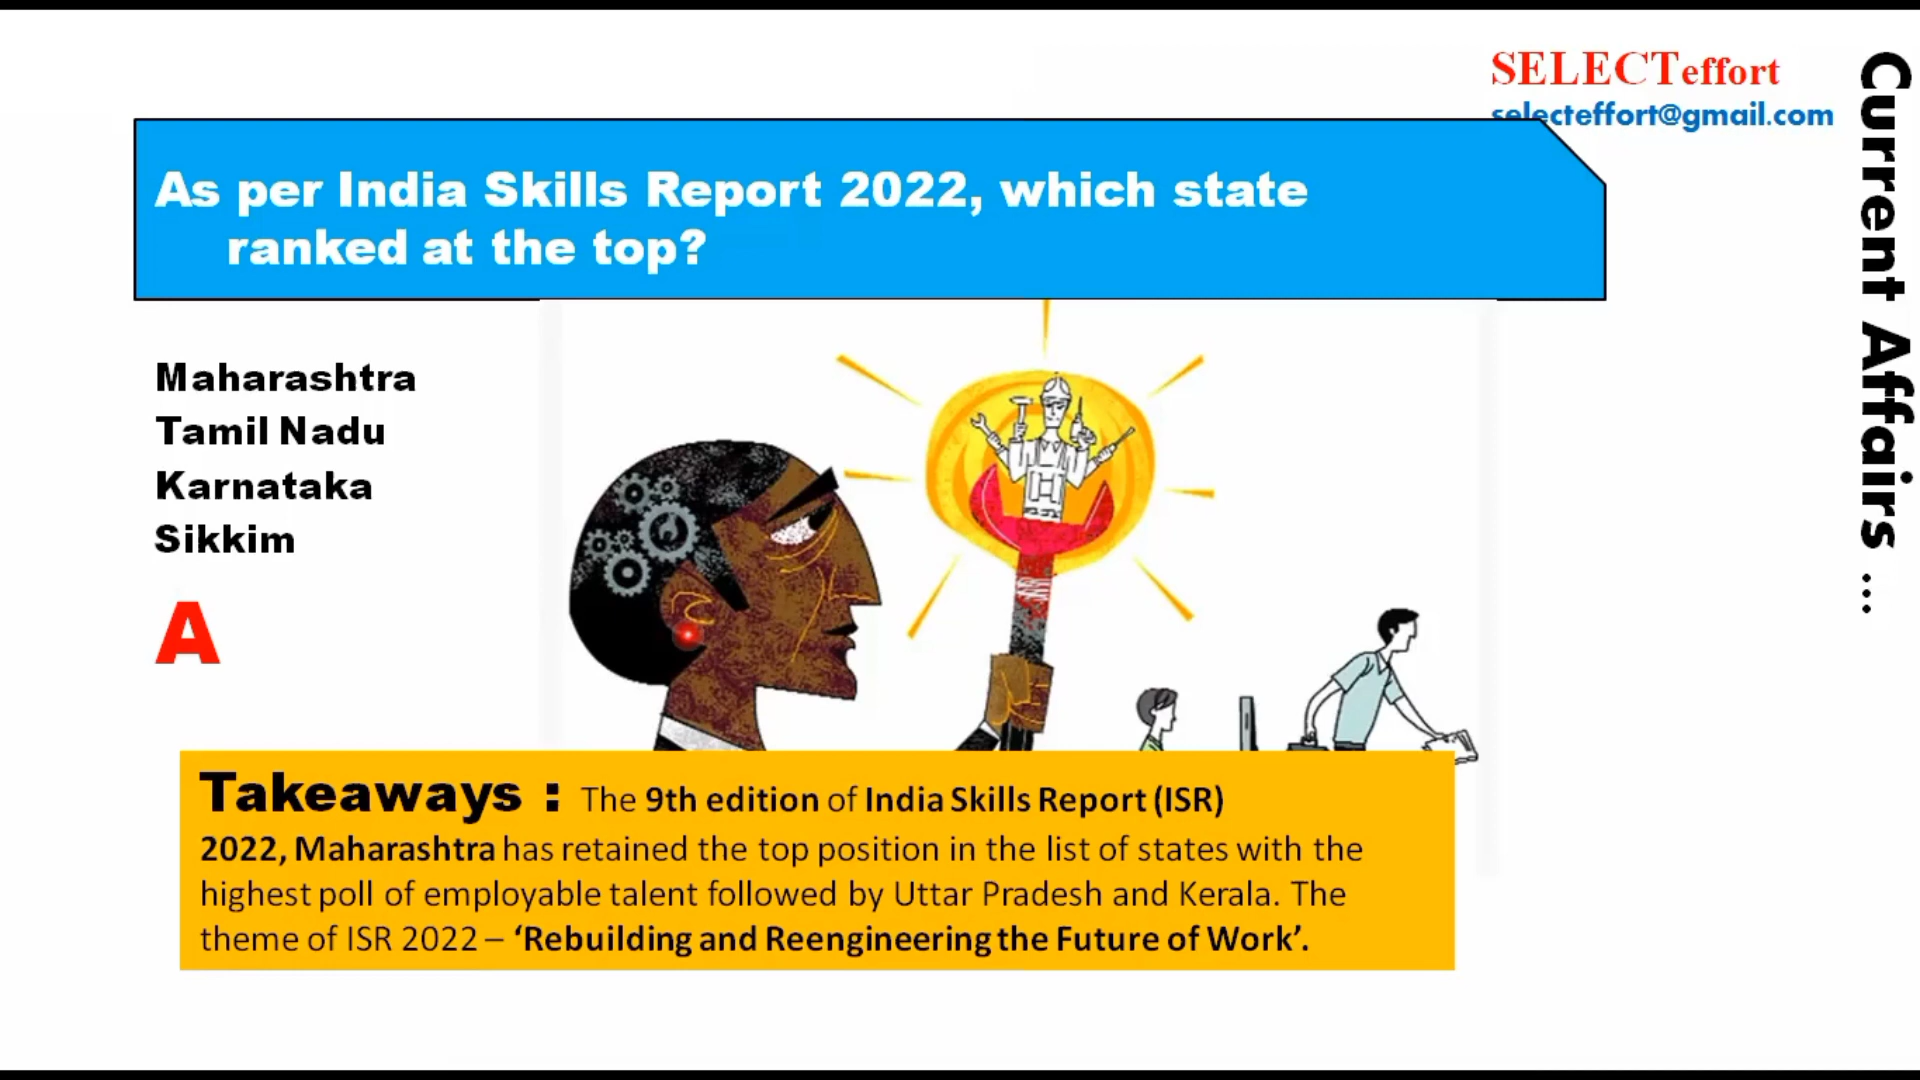 SELECTeffort
selecteffort@gmail.com
Current Affairs ...
As per India Skills Report 2022, which state
ranked at the top?
Maharashtra
Tamil Nadu
Karnataka
Sikkim
A
Takeaways : The 9th edition of India Skills Report (ISR)
2022, Maharashtra has retained the top position in the list of states with the
highest poll of employable talent followed by Uttar Pradesh and Kerala. The
theme of ISR 2022 – ‘Rebuilding and Reengineering the Future of Work’.